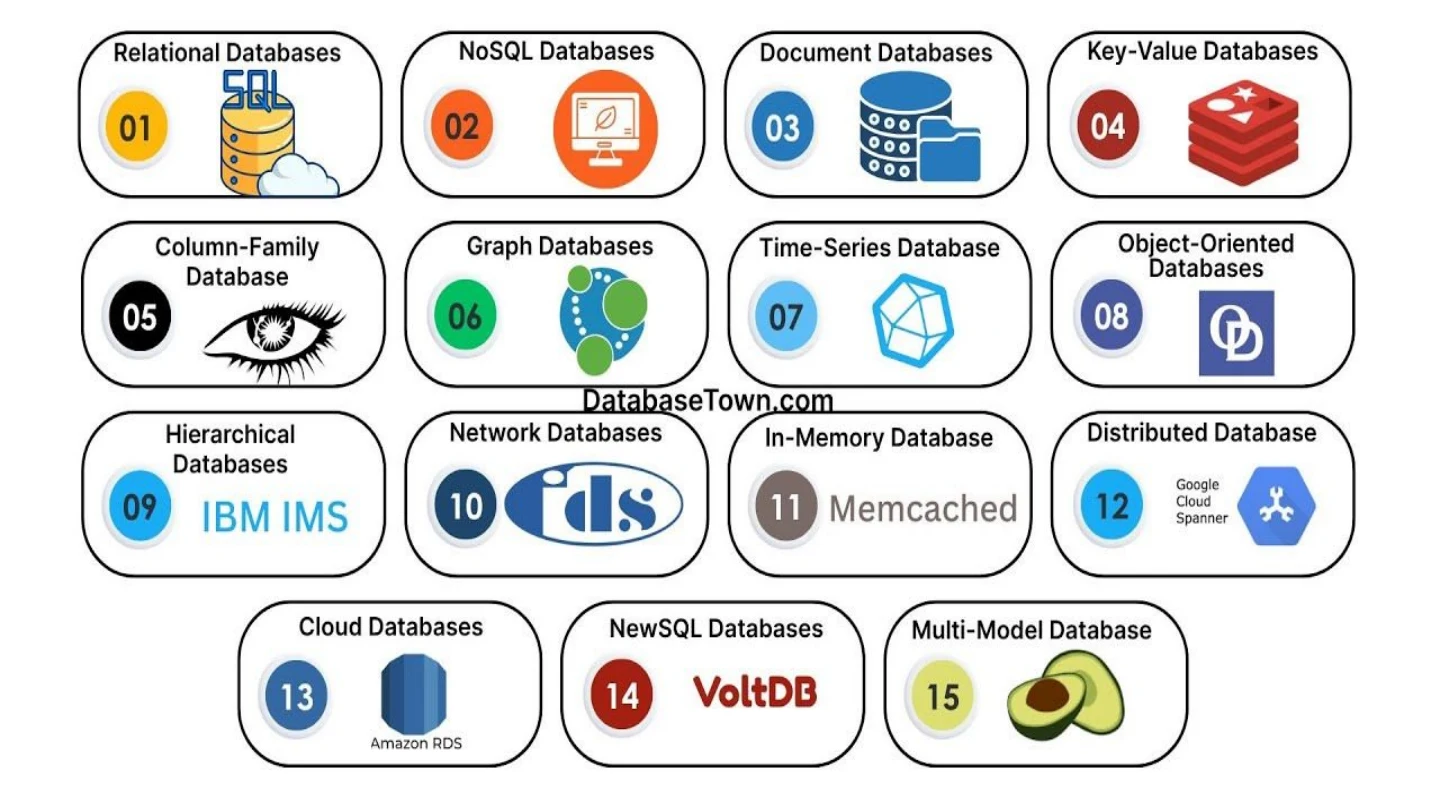 Relational Databases
SQL
01
NoSQL Databases
02
Document Databases
03
Key-Value Databases
04
Column-Family
Database
05
Graph Databases
06
Time-Series Database
07
Object-Oriented
Databases
08
OD
DatabaseTown.com
Hierarchical
Databases
09
IBM IMS
Network Databases
10
ids
In-Memory Database
11
Memcached
Distributed Database
12
Google
Cloud
Spanner
Cloud Databases
13
Amazon RDS
NewSQL Databases
14
VoltDB
Multi-Model Database
15